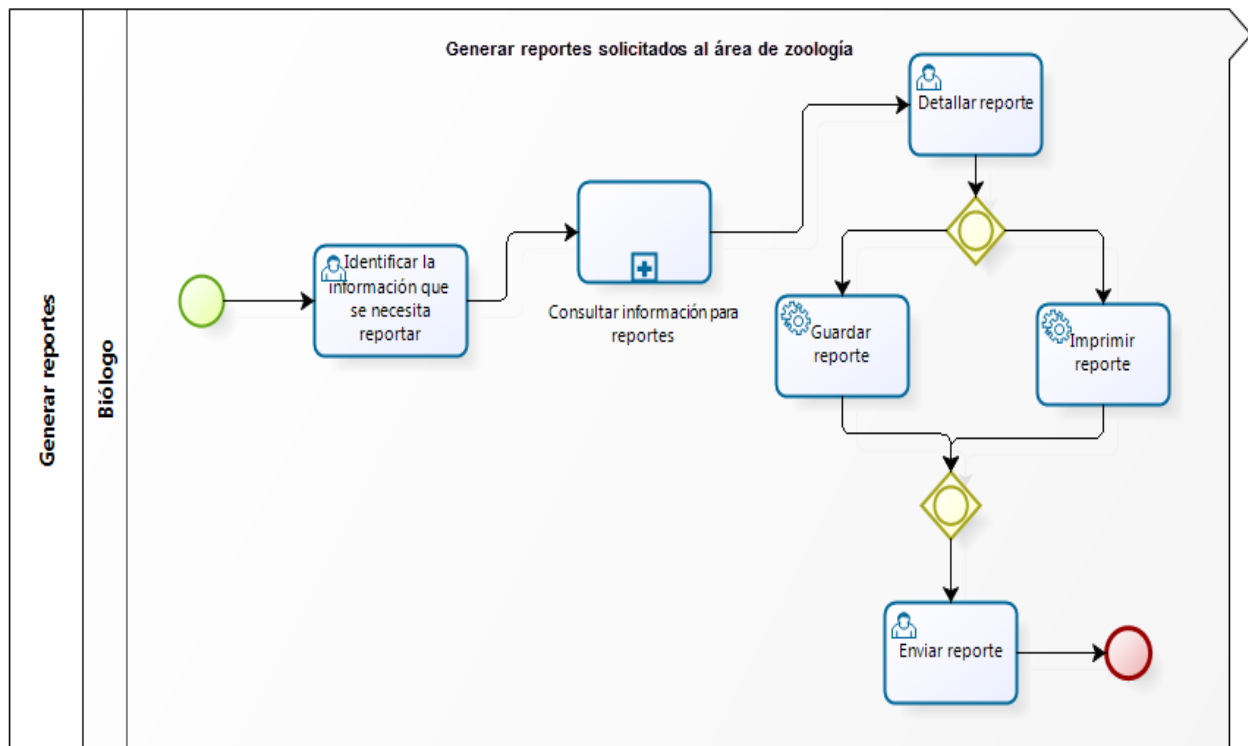 Generar reportes
Biólogo
Generar reportes solicitados al área de zoología
Identificar la
información que
se necesita
reportar
Consultar información para
reportes
Detallar reporte
Guardar
reporte
Imprimir
reporte
Enviar reporte